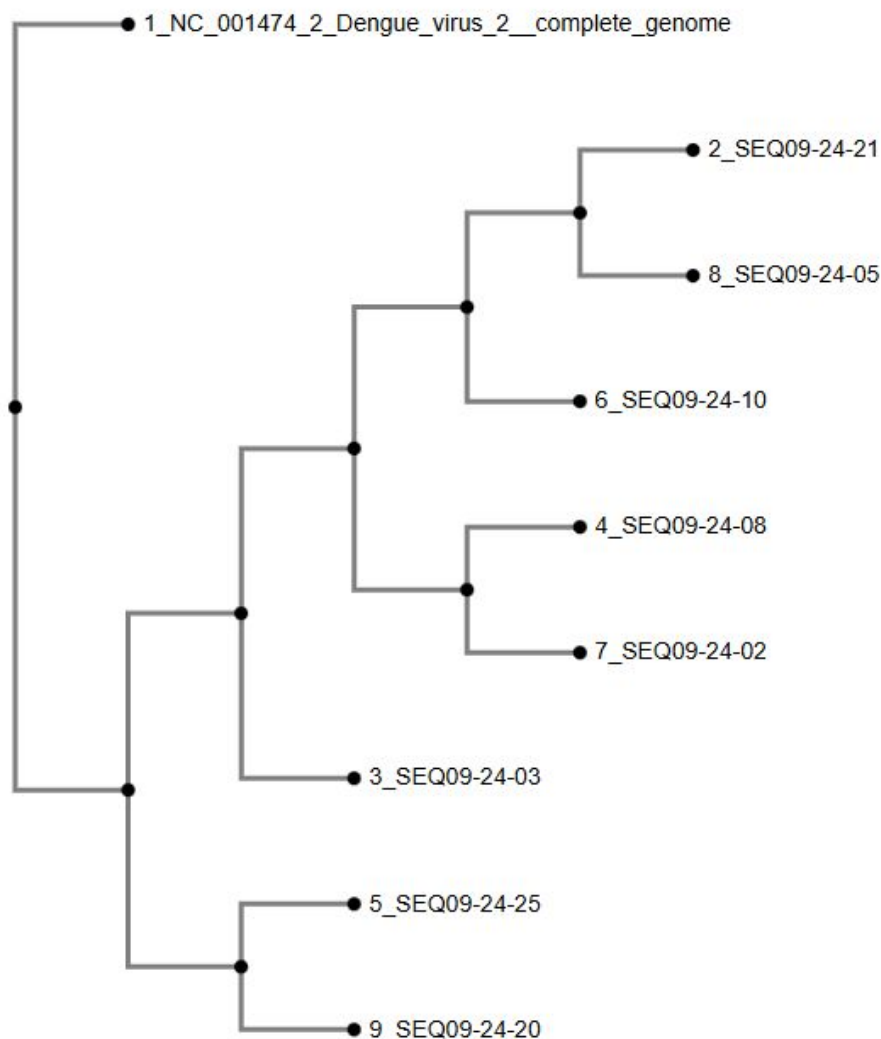 1_NC_001474_2_Dengue_virus_2__complete_genome
2_SEQ09-24-21
8_SEQ09-24-05
6_SEQ09-24-10
4_SEQ09-24-08
7_SEQ09-24-02
3_SEQ09-24-03
5_SEQ09-24-25
9_SEQ09-24-20